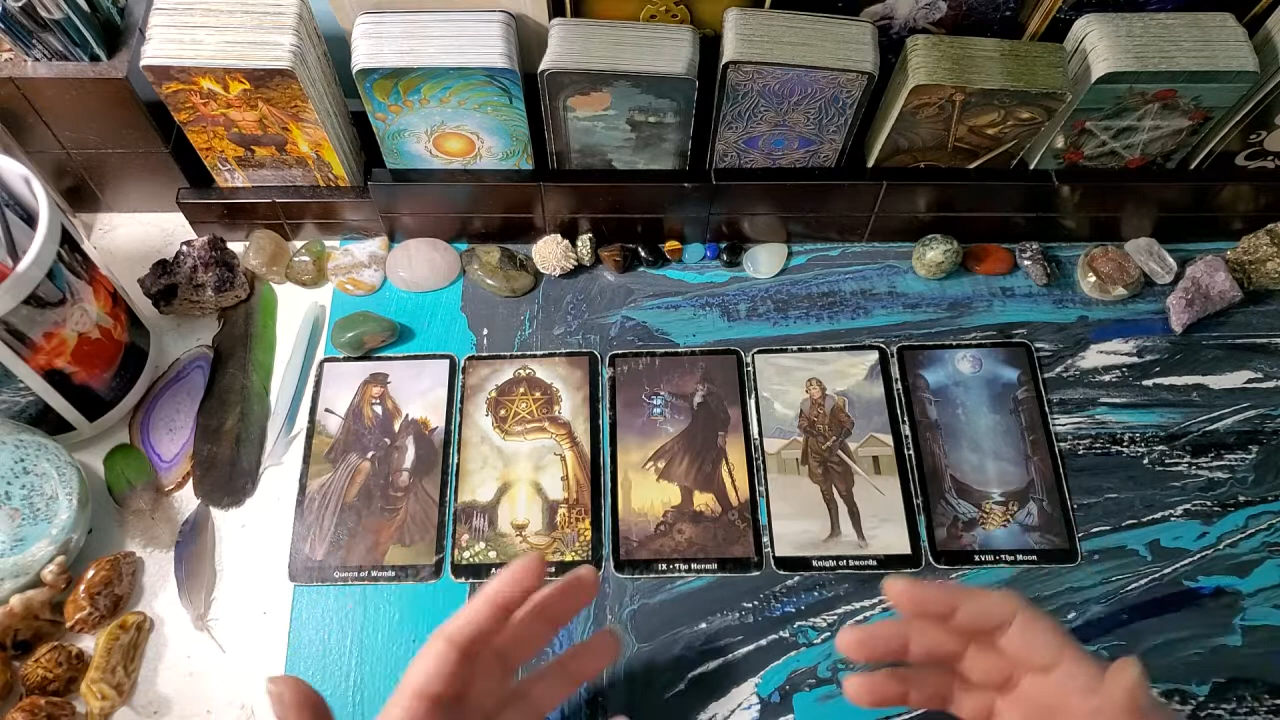 Queen of Wands
IX • The Hermit
Knight of Swords
XVIII • The Moon